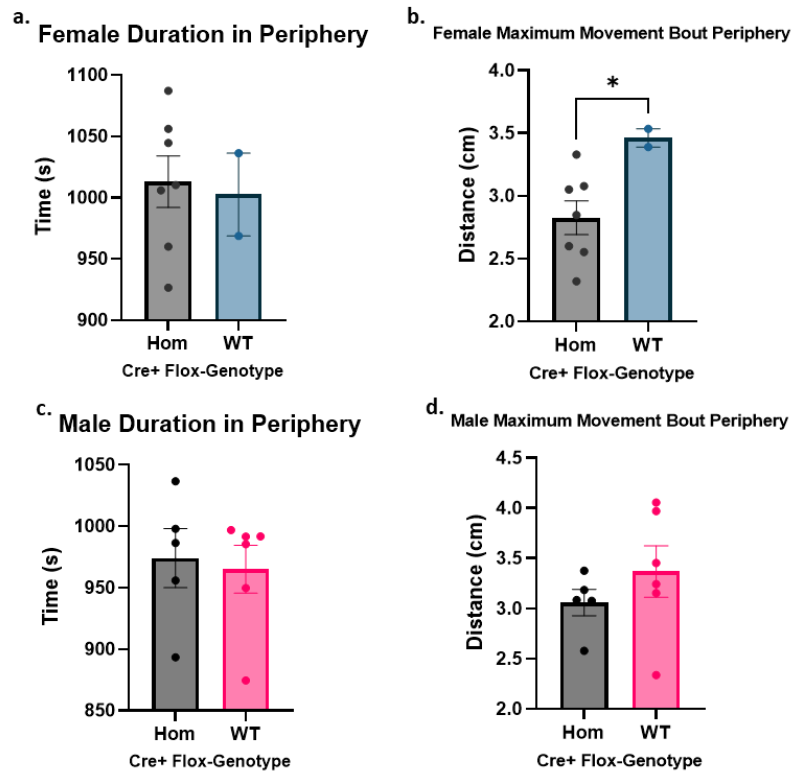 a. Female Duration in Periphery
1100
1050
1000
950
900
Time (s)
Hom WT
Cre+ Flox-Genotype
b. Female Maximum Movement Bout Periphery
4.0
3.5
3.0
2.5
2.0
Distance (cm)
*
Hom WT
Cre+ Flox-Genotype
c. Male Duration in Periphery
1050
1000
950
900
850
Time (s)
Hom WT
Cre+ Flox-Genotype
d. Male Maximum Movement Bout Periphery
4.5
4.0
3.5
3.0
2.5
2.0
Distance (cm)
Hom WT
Cre+ Flox-Genotype